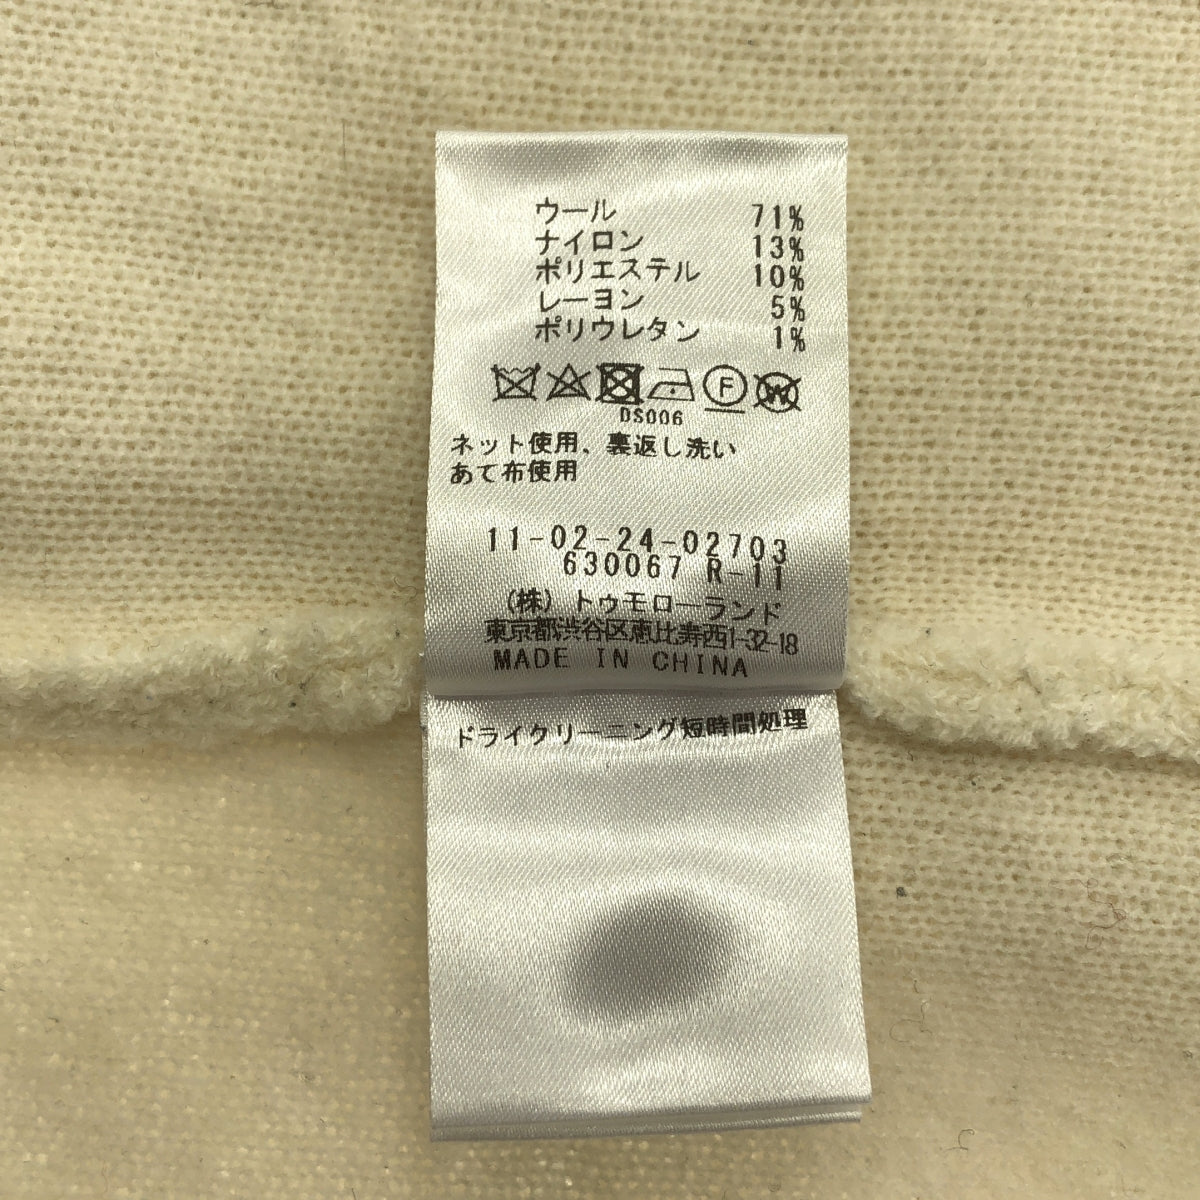 ウール 71%
ナイロン 13%
ポリエステル 10%
レーヨン 5%
ポリウレタン 1%
F W
DS006
ネット使用、裏返し洗い
あて布使用
11-02-24-02703
630067 R-11
(株) トゥモローランド
東京都渋谷区恵比寿西1-32-18
MADE IN CHINA
ドライクリーニング短時間処理